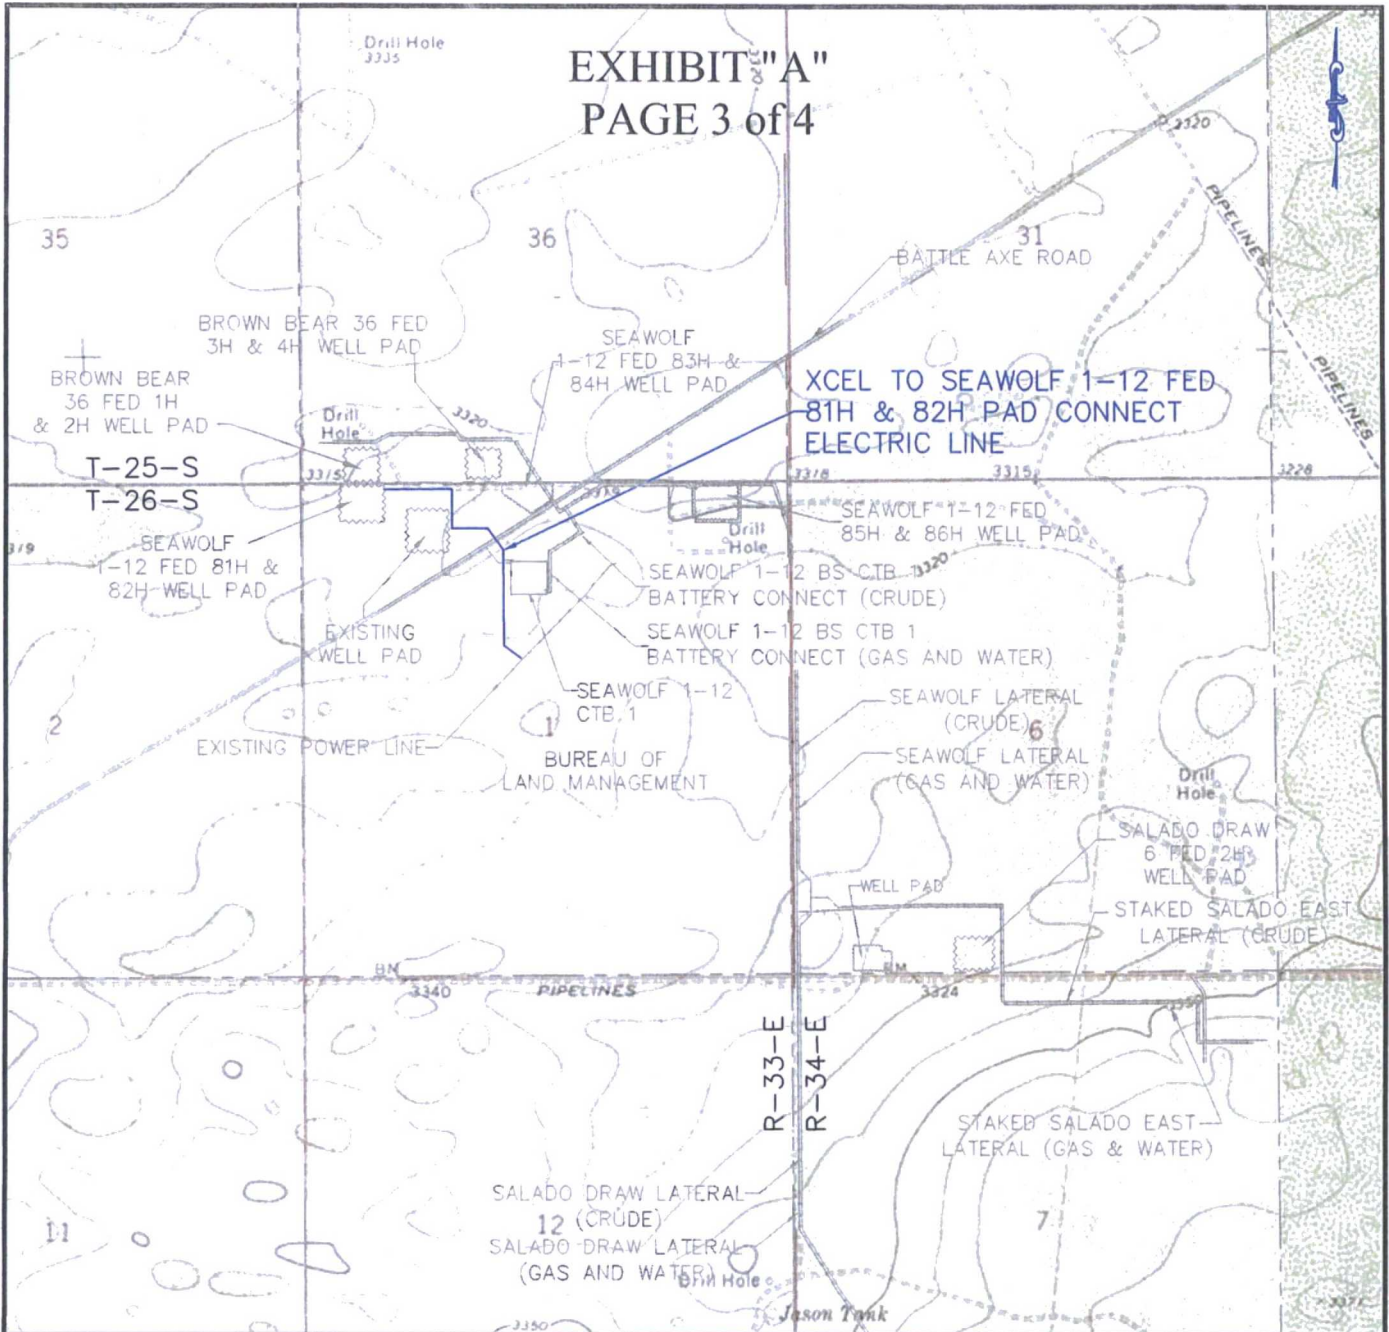 EXHIBIT "A"
PAGE 3 of 4
Drill Hole
3335
3320
35
36
31
BATTLE AXE ROAD
PIPELINES
PIPELINES
BROWN BEAR 36 FED
3H & 4H WELL PAD
SEAWOLF
1-12 FED 83H &
84H WELL PAD
BROWN BEAR
36 FED 1H
& 2H WELL PAD
XCEL TO SEAWOLF 1-12 FED
81H & 82H PAD CONNECT
ELECTRIC LINE
Drill
Hole
3320
T-25-S
T-26-S
3315
3318
3315
3228
SEAWOLF
1-12 FED 81H &
82H WELL PAD
SEAWOLF 1-12 FED
85H & 86H WELL PAD
Drill
Hole
3320
SEAWOLF 1-12 BS CTB 1
BATTERY CONNECT (CRUDE)
SEAWOLF 1-12 BS CTB 1
BATTERY CONNECT (GAS AND WATER)
EXISTING
WELL PAD
SEAWOLF 1-12
CTB 1
SEAWOLF LATERAL
(CRUDE)
SEAWOLF LATERAL
(GAS AND WATER)
2
1
6
EXISTING POWER LINE
BUREAU OF
LAND MANAGEMENT
Drill
Hole
SALADO DRAW
6 FED 2H
WELL PAD
WELL PAD
STAKED SALADO EAST
LATERAL (CRUDE)
BM
3340
PIPELINES
BM
3324
R-33-E
R-34-E
STAKED SALADO EAST
LATERAL (GAS & WATER)
SALADO DRAW LATERAL
(CRUDE)
11
12
7
SALADO DRAW LATERAL
(GAS AND WATER)
Drill Hole
Jason Tank
3350